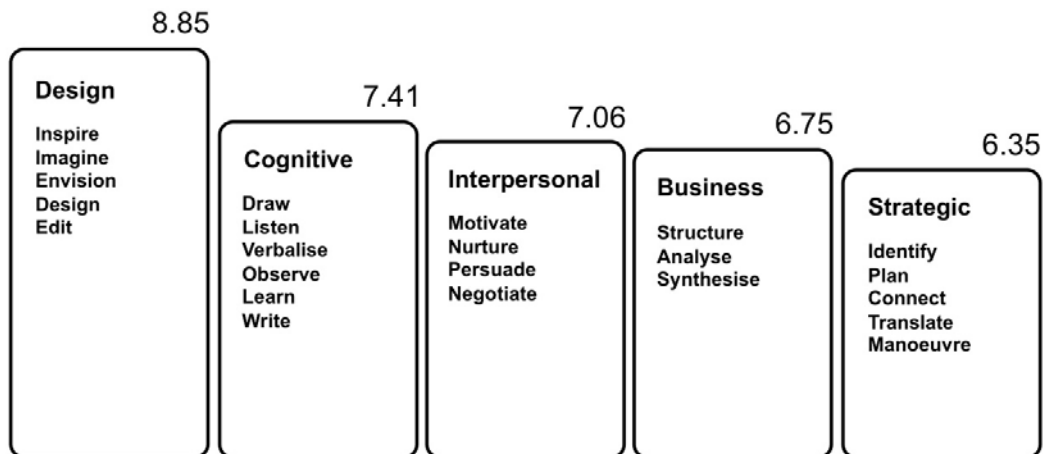 8.85
Design
Inspire
Imagine
Envision
Design
Edit
7.41
Cognitive
Draw
Listen
Verbalise
Observe
Learn
Write
7.06
Interpersonal
Motivate
Nurture
Persuade
Negotiate
6.75
Business
Structure
Analyse
Synthesise
6.35
Strategic
Identify
Plan
Connect
Translate
Manoeuvre